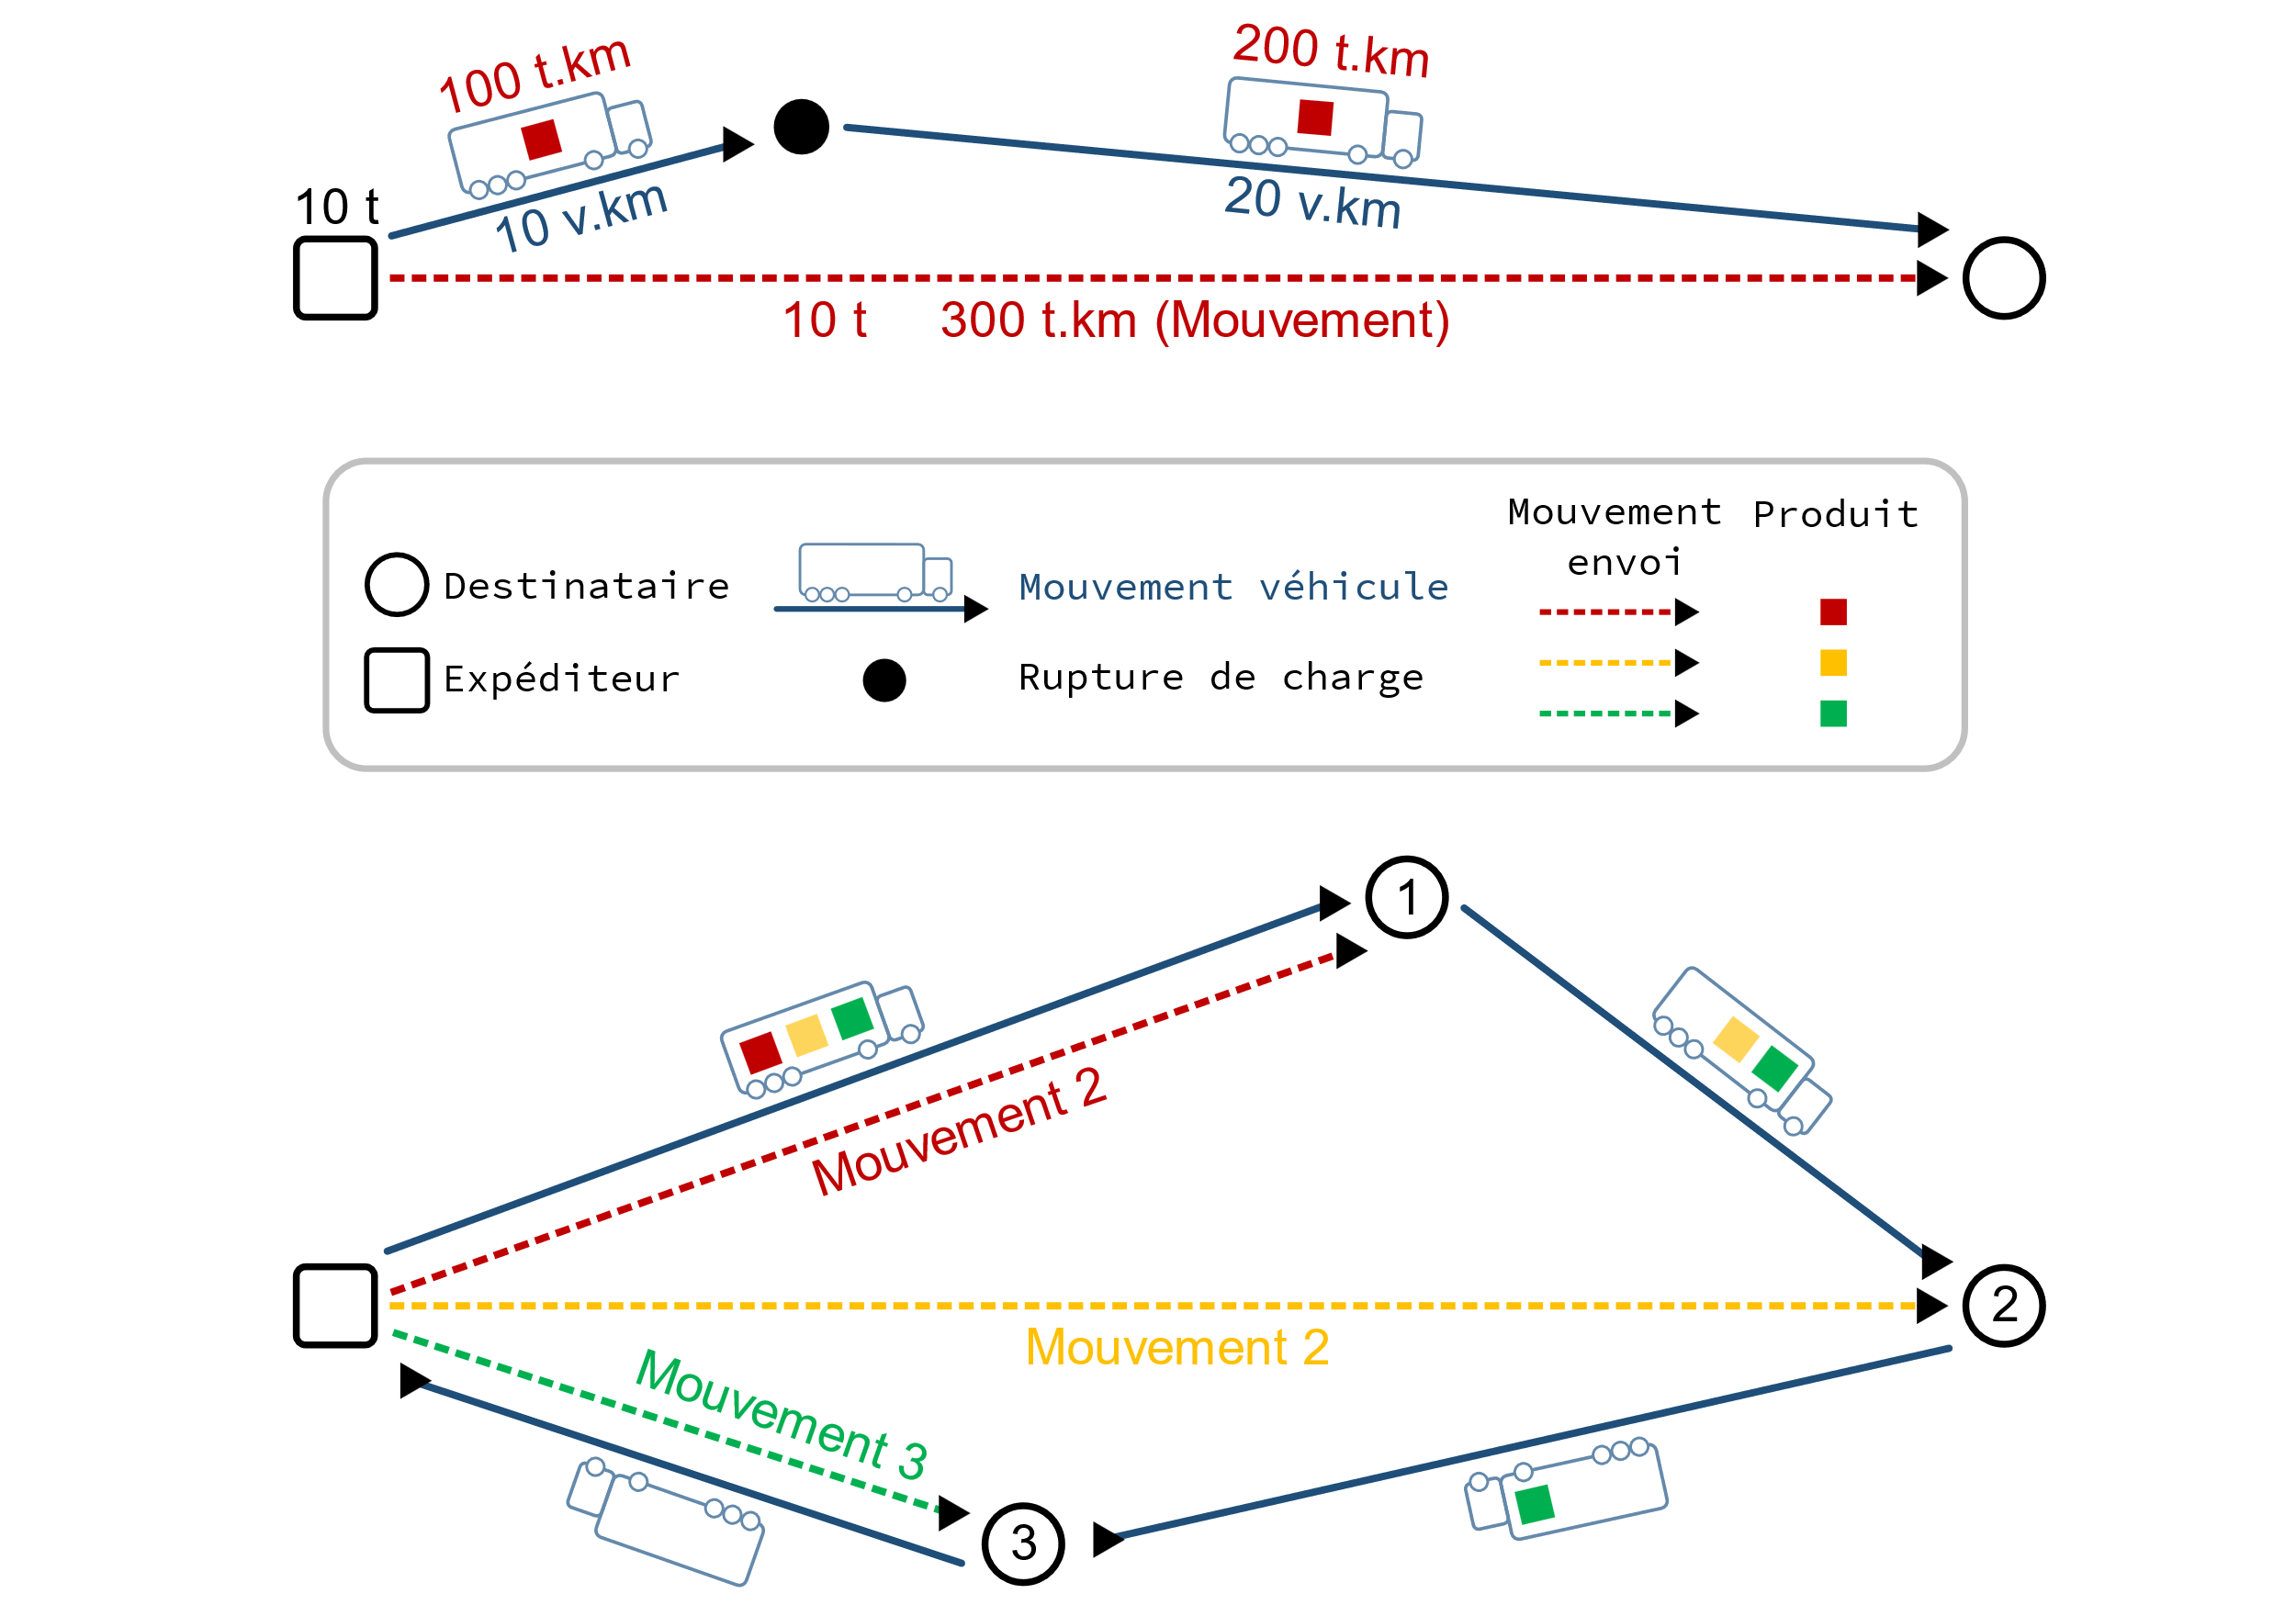 100 t.km
200 t.km
10 t
10 v.km
20 v.km
10 t 300 t.km (Mouvement)
Mouvement envoi
Produit
Destinataire
Mouvement véhicule
Expéditeur
Rupture de charge
1
Mouvement 2
2
Mouvement 2
Mouvement 3
3